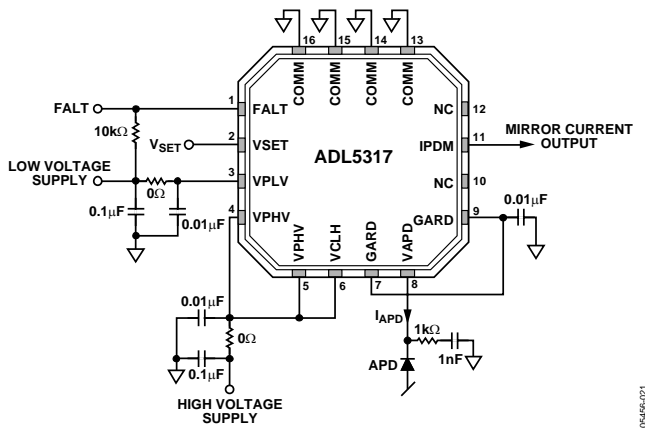 16 15 14 13
COMM COMM COMM COMM
FALT
1
FALT
NC
12
10kΩ
VSET
2
VSET
ADL5317
IPDM
11
MIRROR CURRENT
OUTPUT
LOW VOLTAGE
SUPPLY
3
VPLV
NC
10
0Ω
0.1µF
0.01µF
4
VPHV
GARD
9
0.01µF
VPHV VCLH GARD VAPD
5 6 7 8
0.01µF
0Ω
0.1µF
IAPD
1kΩ
1nF
APD
HIGH VOLTAGE
SUPPLY
05456-021